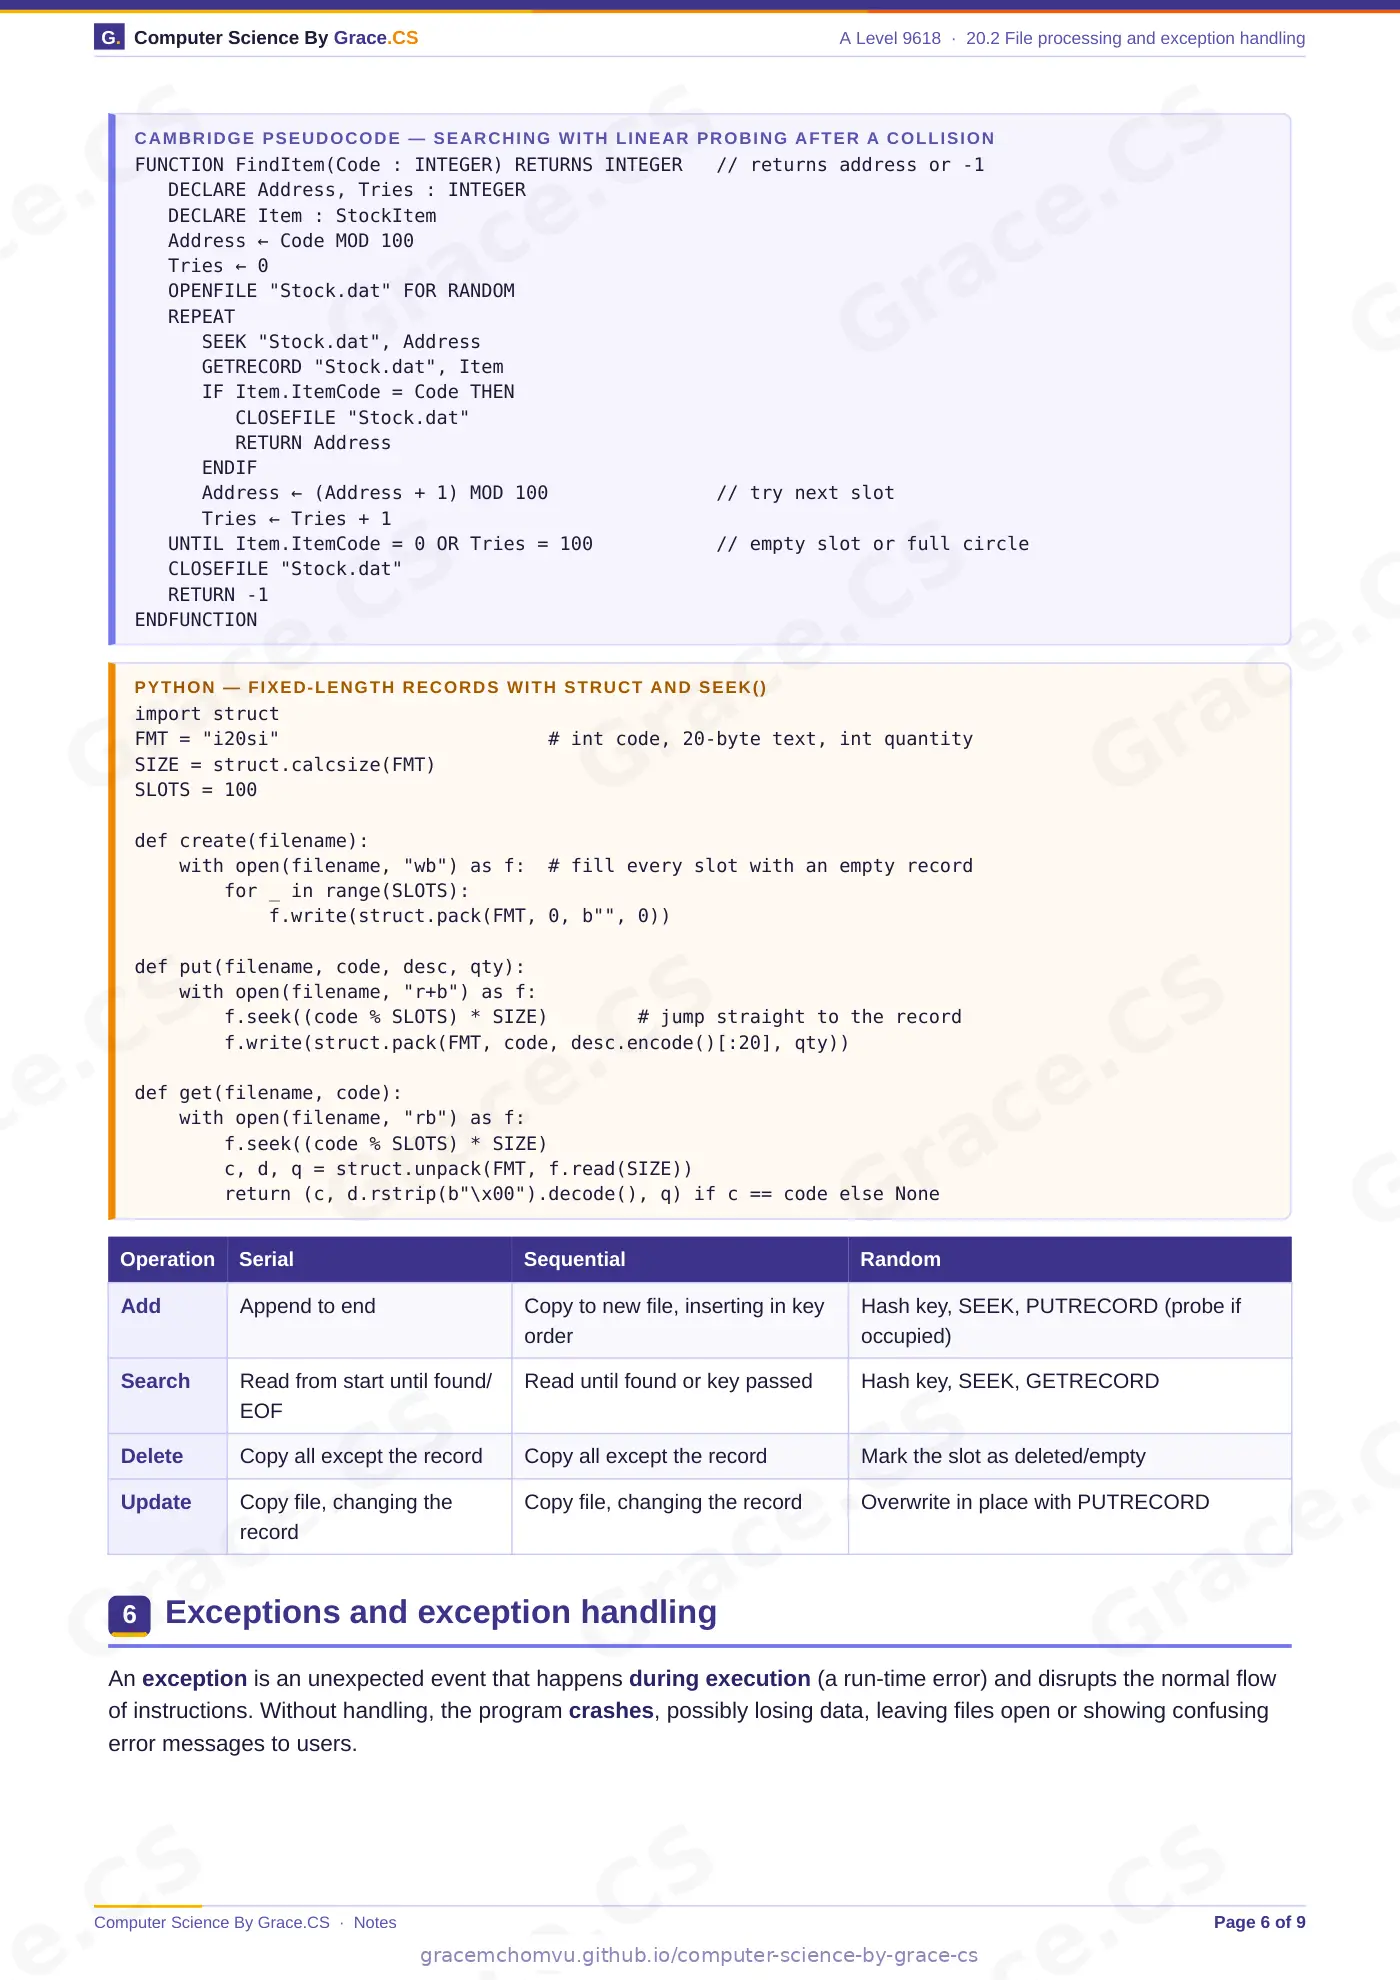 G. Computer Science By Grace.CS
A Level 9618 · 20.2 File processing and exception handling
CAMBRIDGE PSEUDOCODE — SEARCHING WITH LINEAR PROBING AFTER A COLLISION
FUNCTION FindItem(Code : INTEGER) RETURNS INTEGER   // returns address or -1
   DECLARE Address, Tries : INTEGER
   DECLARE Item : StockItem
   Address ← Code MOD 100
   Tries ← 0
   OPENFILE "Stock.dat" FOR RANDOM
   REPEAT
      SEEK "Stock.dat", Address
      GETRECORD "Stock.dat", Item
      IF Item.ItemCode = Code THEN
         CLOSEFILE "Stock.dat"
         RETURN Address
      ENDIF
      Address ← (Address + 1) MOD 100               // try next slot
      Tries ← Tries + 1
   UNTIL Item.ItemCode = 0 OR Tries = 100           // empty slot or full circle
   CLOSEFILE "Stock.dat"
   RETURN -1
ENDFUNCTION
PYTHON — FIXED-LENGTH RECORDS WITH STRUCT AND SEEK()
import struct
FMT = "i20si"                        # int code, 20-byte text, int quantity
SIZE = struct.calcsize(FMT)
SLOTS = 100
def create(filename):
    with open(filename, "wb") as f:  # fill every slot with an empty record
        for _ in range(SLOTS):
            f.write(struct.pack(FMT, 0, b"", 0))
def put(filename, code, desc, qty):
    with open(filename, "r+b") as f:
        f.seek((code % SLOTS) * SIZE)        # jump straight to the record
        f.write(struct.pack(FMT, code, desc.encode()[:20], qty))
def get(filename, code):
    with open(filename, "rb") as f:
        f.seek((code % SLOTS) * SIZE)
        c, d, q = struct.unpack(FMT, f.read(SIZE))
        return (c, d.rstrip(b"\x00").decode(), q) if c == code else None
Operation Serial Sequential Random
Add Append to end Copy to new file, inserting in key order Hash key, SEEK, PUTRECORD (probe if occupied)
Search Read from start until found/EOF Read until found or key passed Hash key, SEEK, GETRECORD
Delete Copy all except the record Copy all except the record Mark the slot as deleted/empty
Update Copy file, changing the record Copy file, changing the record Overwrite in place with PUTRECORD
6 Exceptions and exception handling
An exception is an unexpected event that happens during execution (a run-time error) and disrupts the normal flow
of instructions. Without handling, the program crashes, possibly losing data, leaving files open or showing confusing
error messages to users.
Computer Science By Grace.CS · Notes
Page 6 of 9
gracemchomvu.github.io/computer-science-by-grace-cs